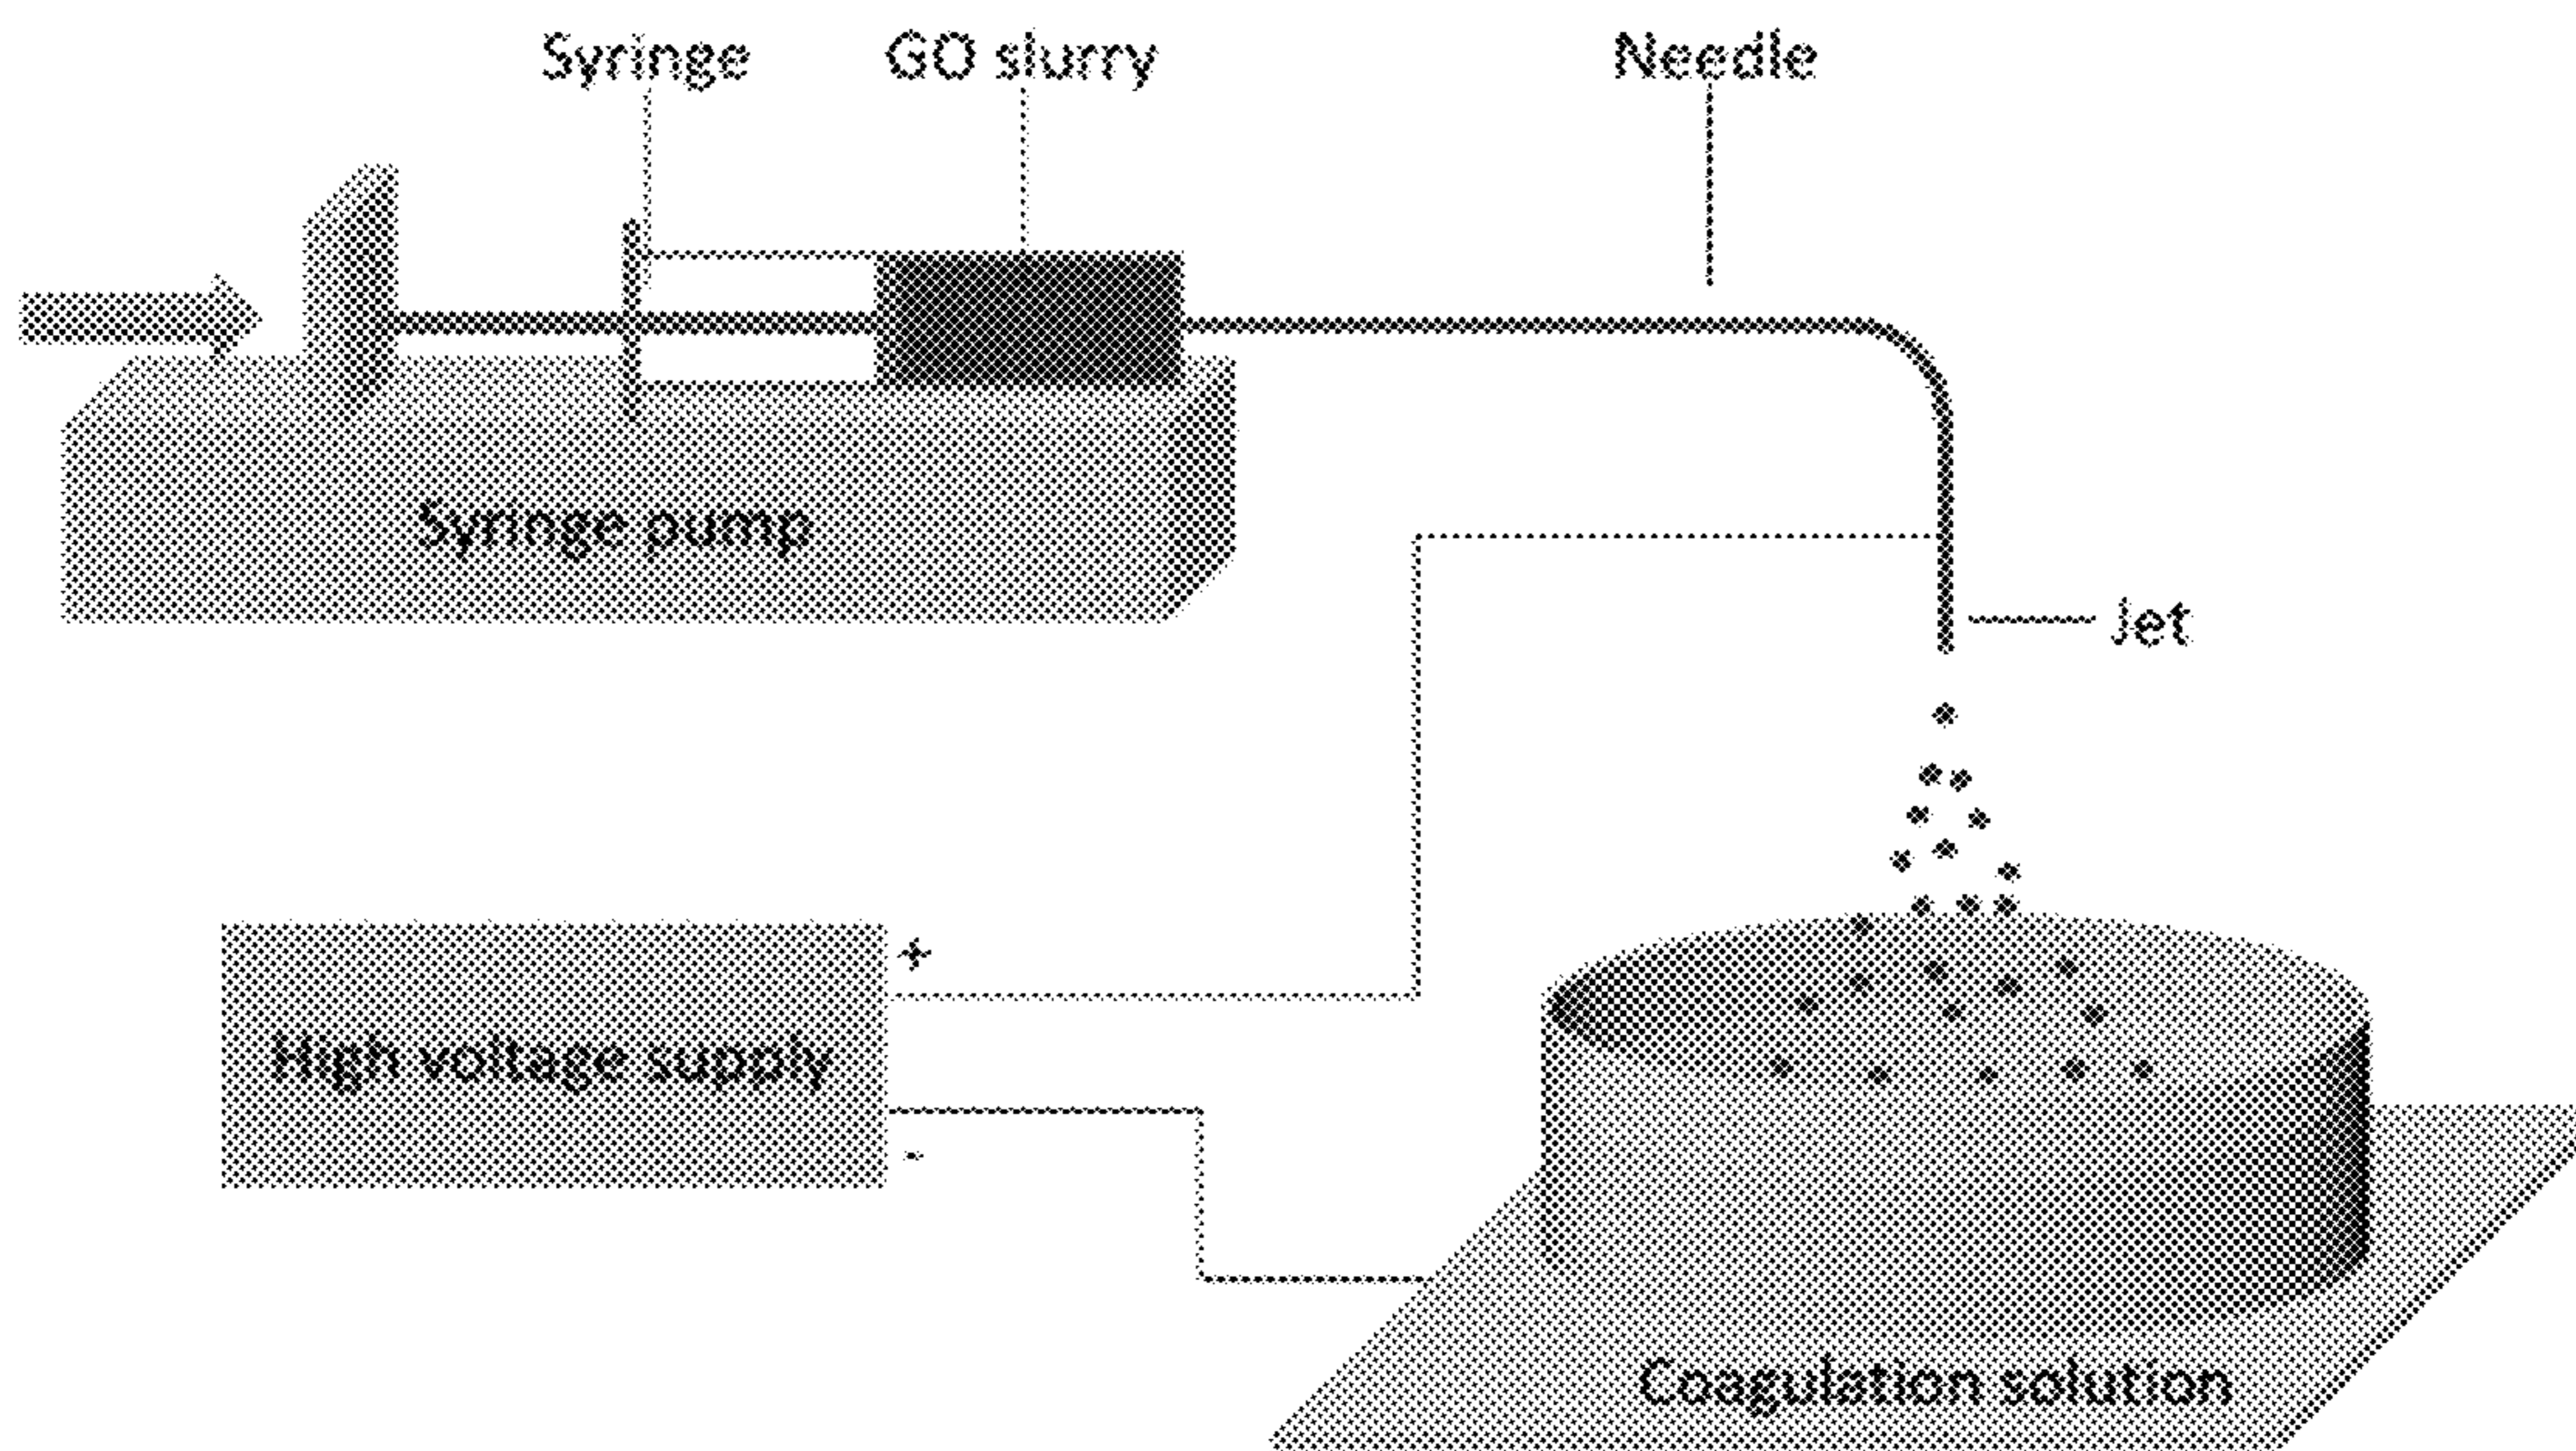 Syringe
GO slurry
Needle
Syringe pump
Jet
+
High voltage supply
-
Coagulation solution